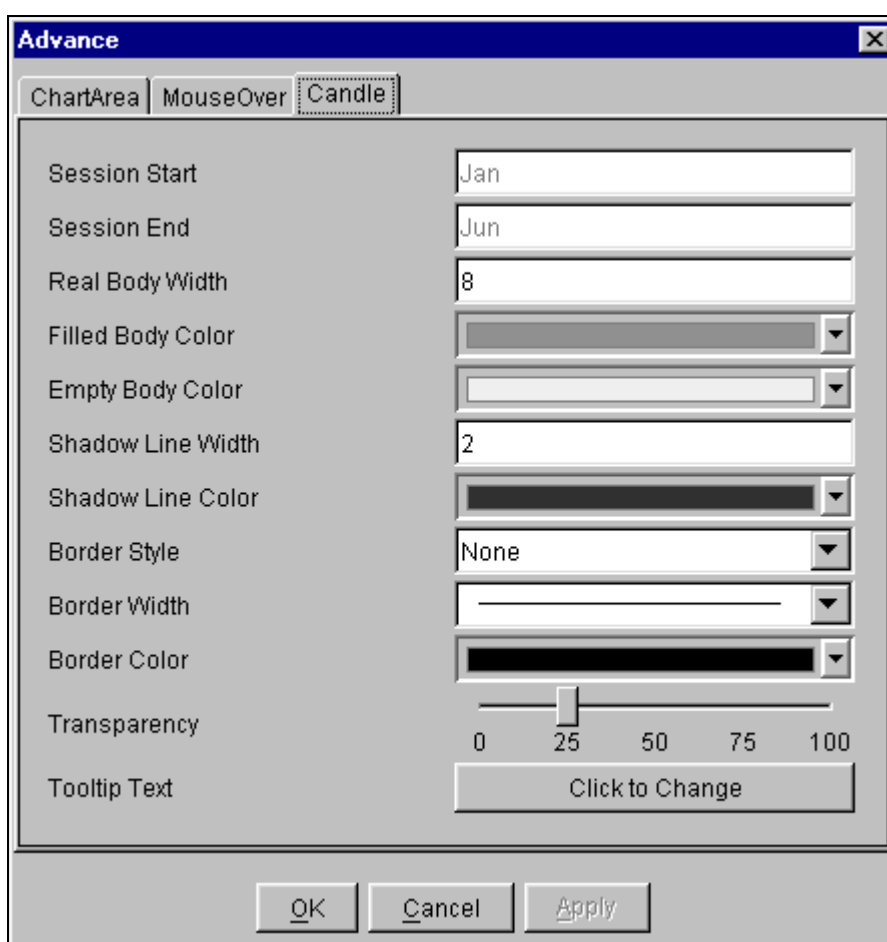 Advance
ChartArea MouseOver Candle
Session Start Jan
Session End Jun
Real Body Width 8
Filled Body Color
Empty Body Color
Shadow Line Width 2
Shadow Line Color
Border Style None
Border Width
Border Color
Transparency
0 25 50 75 100
Tooltip Text Click to Change
OK Cancel Apply